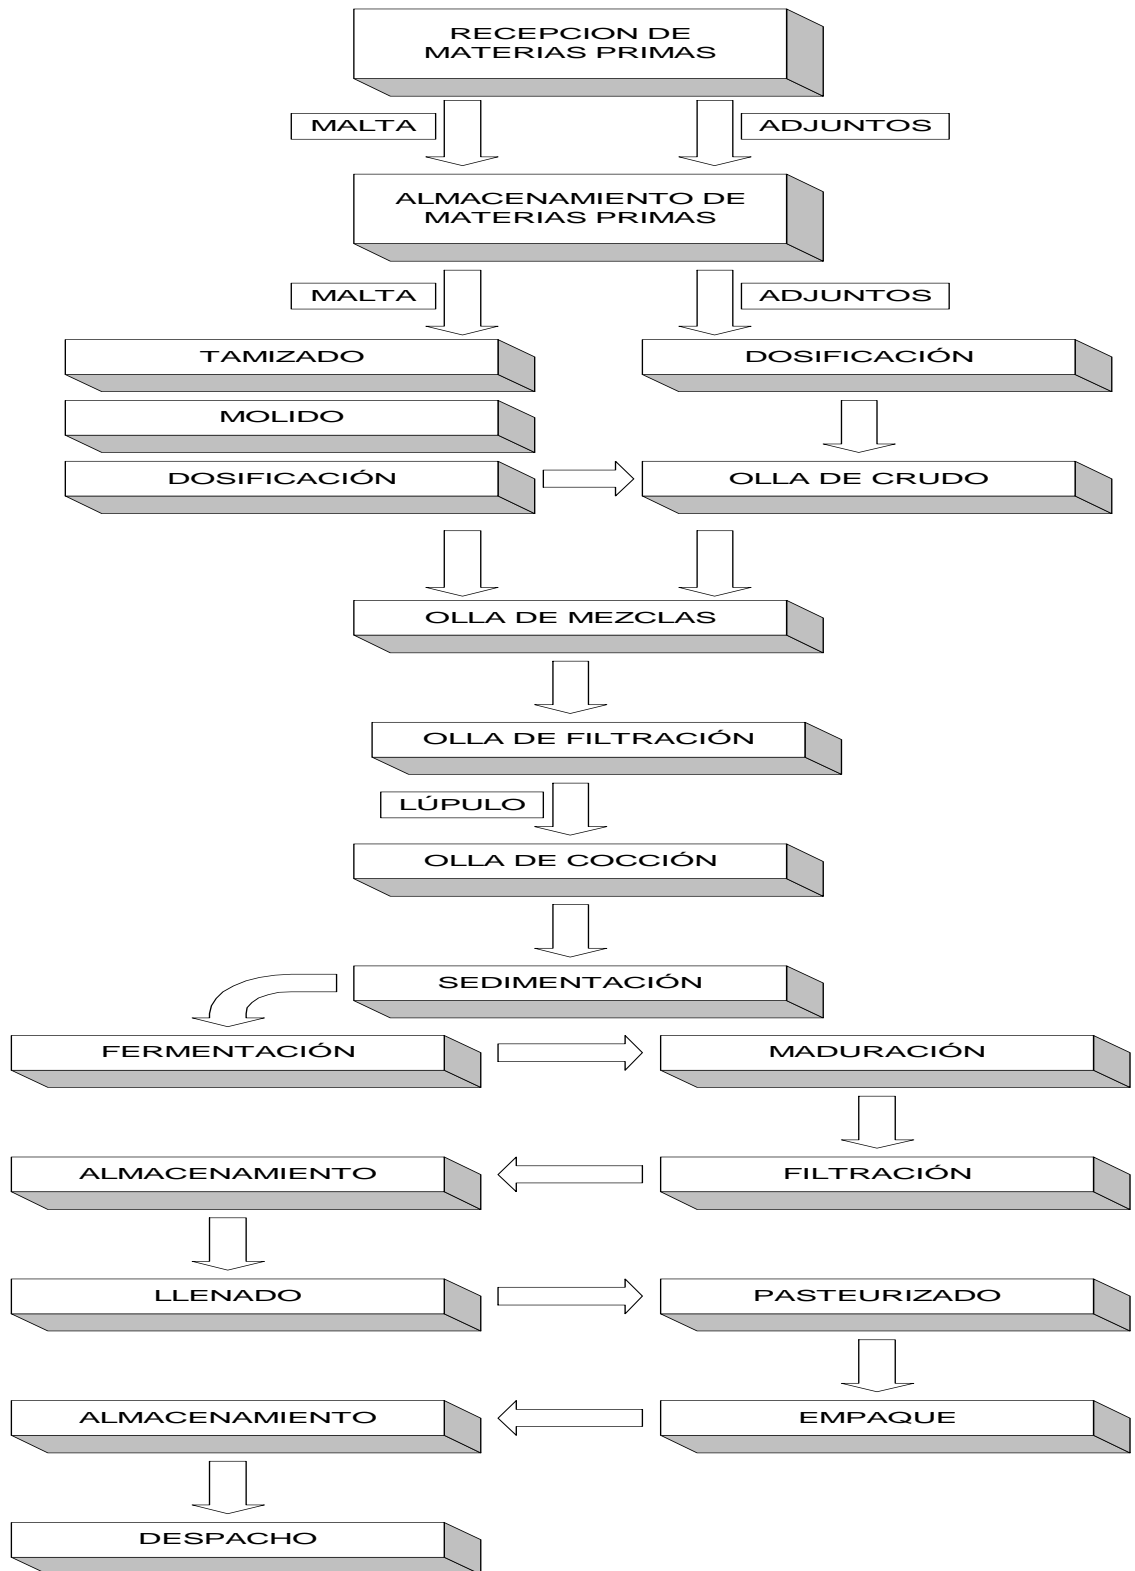 RECEPCION DE
MATERIAS PRIMAS
MALTA
ADJUNTOS
ALMACENAMIENTO DE
MATERIAS PRIMAS
MALTA
ADJUNTOS
TAMIZADO
DOSIFICACIÓN
MOLIDO
DOSIFICACIÓN
OLLA DE CRUDO
OLLA DE MEZCLAS
OLLA DE FILTRACIÓN
LÚPULO
OLLA DE COCCIÓN
SEDIMENTACIÓN
FERMENTACIÓN
MADURACIÓN
ALMACENAMIENTO
FILTRACIÓN
LLENADO
PASTEURIZADO
ALMACENAMIENTO
EMPAQUE
DESPACHO